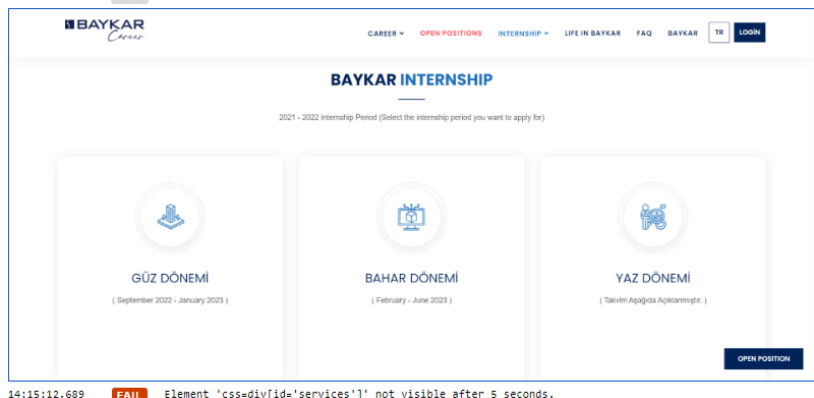 BAYKAR
Career
CAREER OPEN POSITIONS INTERNSHIP LIFE IN BAYKAR FAQ BAYKAR TR LOGİN
BAYKAR INTERNSHIP
2021 - 2022 Internship Period (Select the internship period you want to apply for)
GÜZ DÖNEMİ
( September 2022 - January 2023 )
BAHAR DÖNEMİ
( February - June 2023 )
YAZ DÖNEMİ
( Takvim Aşağıda Açıklanmıştır. )
OPEN POSITION
14:15:12.689 FAIL Element 'css=div[id='services']' not visible after 5 seconds.